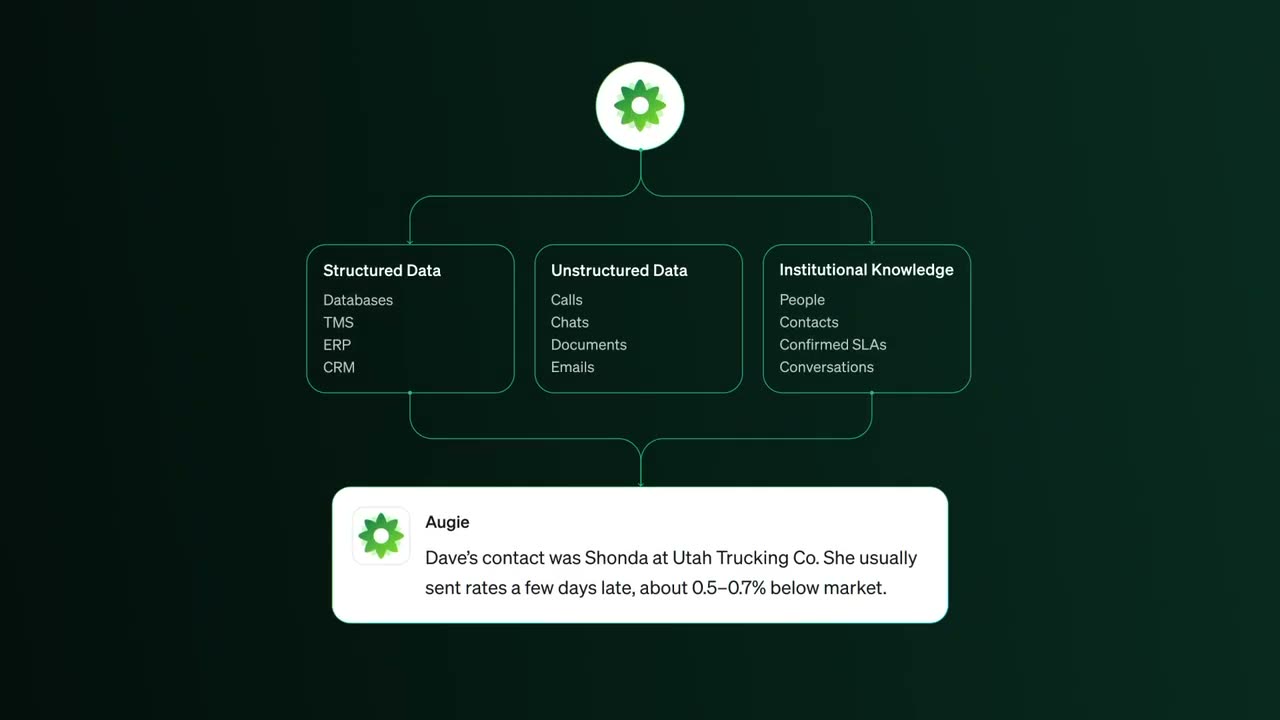 Structured Data
Databases
TMS
ERP
CRM
Unstructured Data
Calls
Chats
Documents
Emails
Institutional Knowledge
People
Contacts
Confirmed SLAs
Conversations
Augie
Dave’s contact was Shonda at Utah Trucking Co. She usually
sent rates a few days late, about 0.5–0.7% below market.